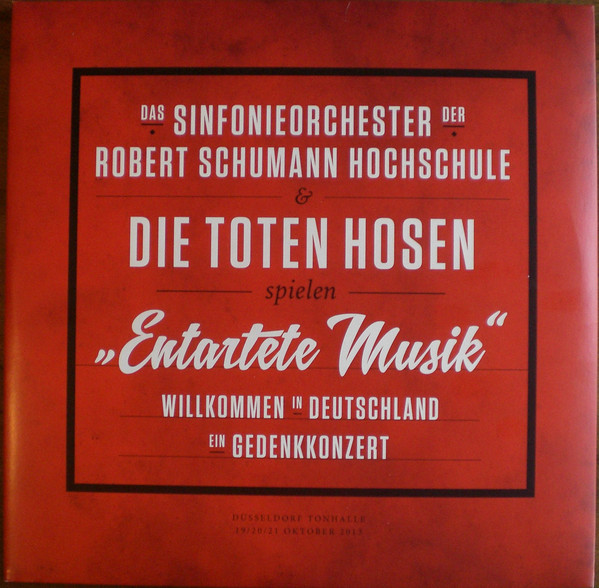 DAS SINFONIEORCHESTER DER
ROBERT SCHUMANN HOCHSCHULE
&
DIE TOTEN HOSEN
spielen
„Entartete Musik“
WILLKOMMEN IN DEUTSCHLAND
EIN GEDENKKONZERT
DÜSSELDORF TONHALLE
19/20/21 OKTOBER 2013